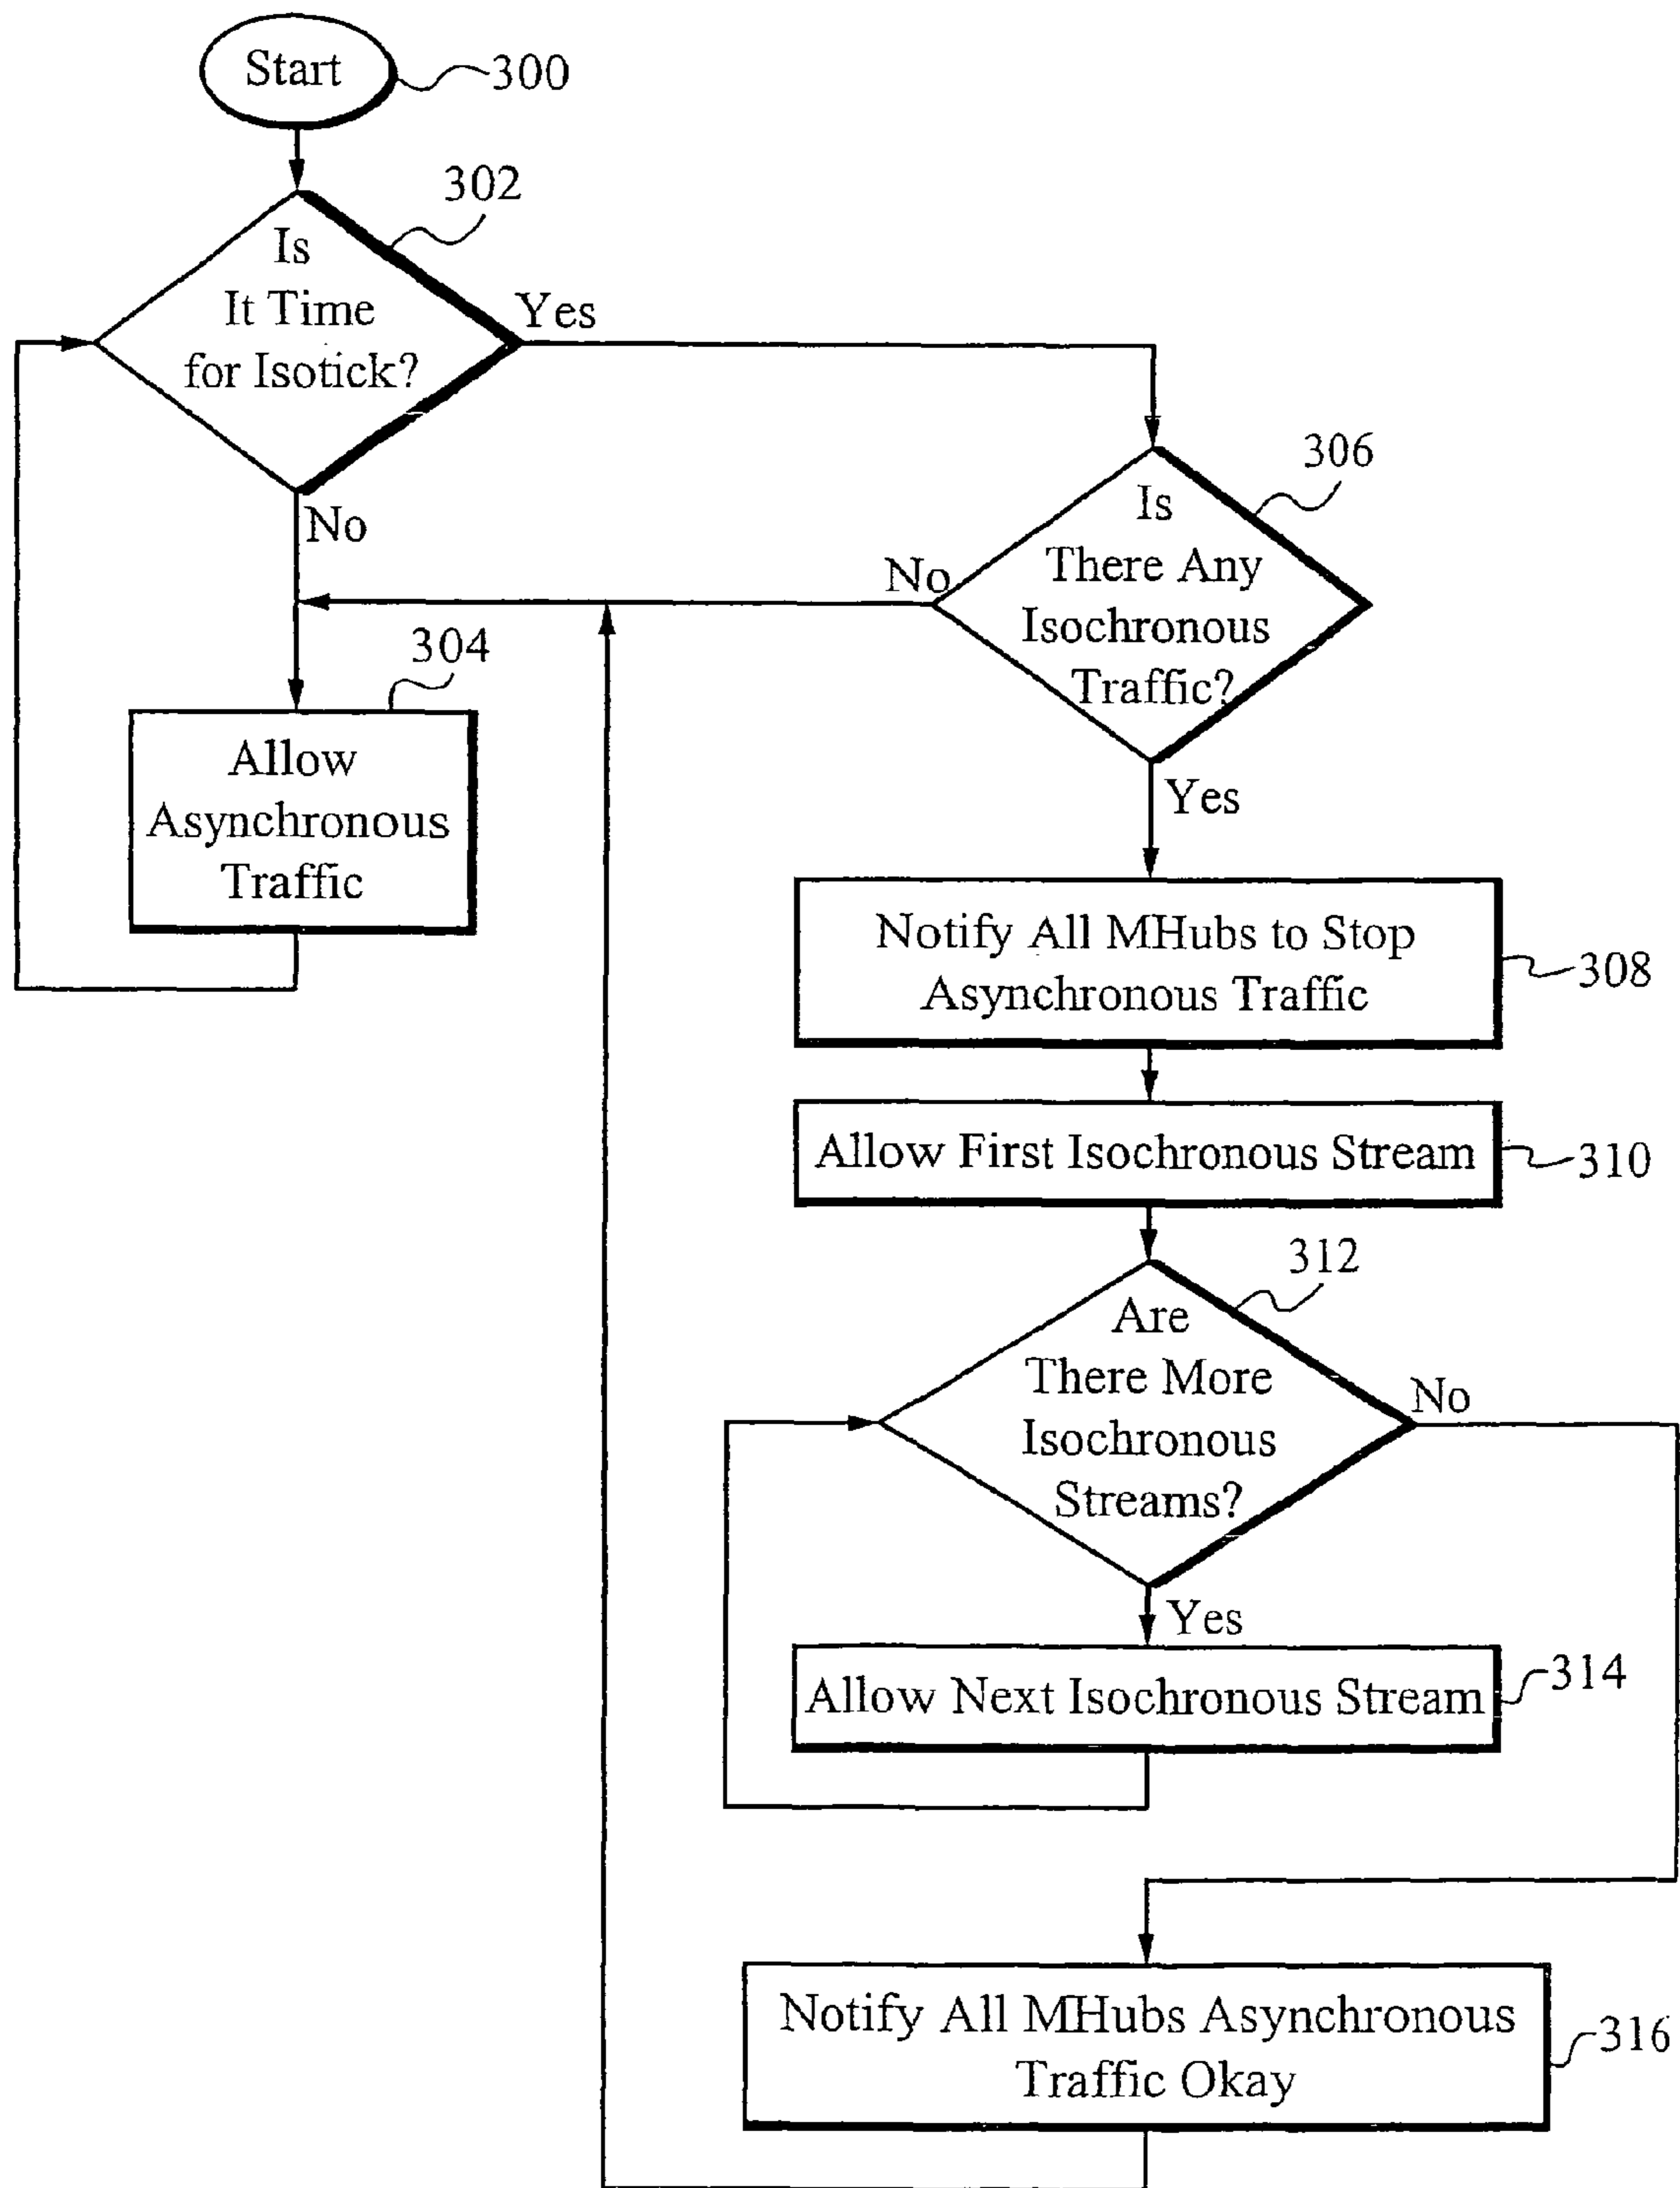 Start
300
302
Is
It Time
for Isotick?
Yes
No
304
Allow
Asynchronous
Traffic
306
Is
There Any
Isochronous
Traffic?
No
Yes
Notify All MHubs to Stop
Asynchronous Traffic
308
Allow First Isochronous Stream
310
312
Are
There More
Isochronous
Streams?
No
Yes
Allow Next Isochronous Stream
314
Notify All MHubs Asynchronous
Traffic Okay
316